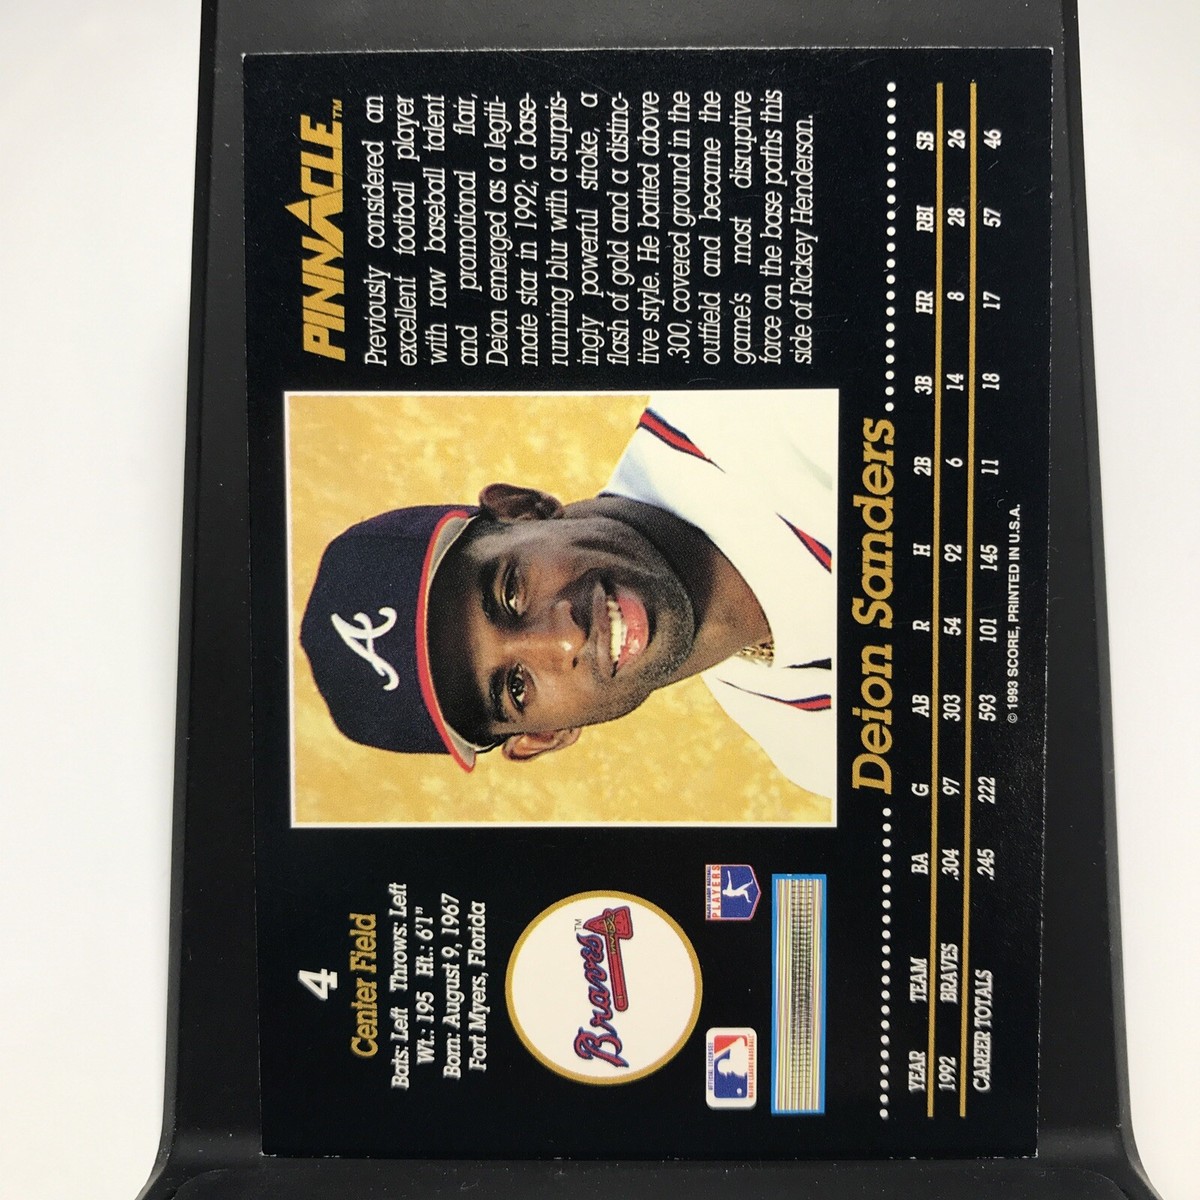 4
Center Field
Bats: Left Throws: Left
Wt.: 195 Ht.: 6'1"
Born: August 9, 1967
Fort Myers, Florida
Braves™
PINNACLE™
Previously considered an
excellent football player
with raw baseball talent
and promotional flair,
Deion emerged as a legiti-
mate star in 1992; a base-
running blur with a surpris-
ingly powerful stroke, a
flash of gold and a distinc-
tive style. He batted above
.300, covered ground in the
outfield and become the
game's most disruptive
force on the base paths this
side of Rickey Henderson.
A
PLAYERS
Deion Sanders
YEAR TEAM BA G AB R H 2B 3B HR RBI SB
1992 BRAVES .304 97 303 54 92 6 14 8 28 26
CAREER TOTALS .245 222 593 101 145 11 18 17 57 46
© 1993 SCORE, PRINTED IN U.S.A.